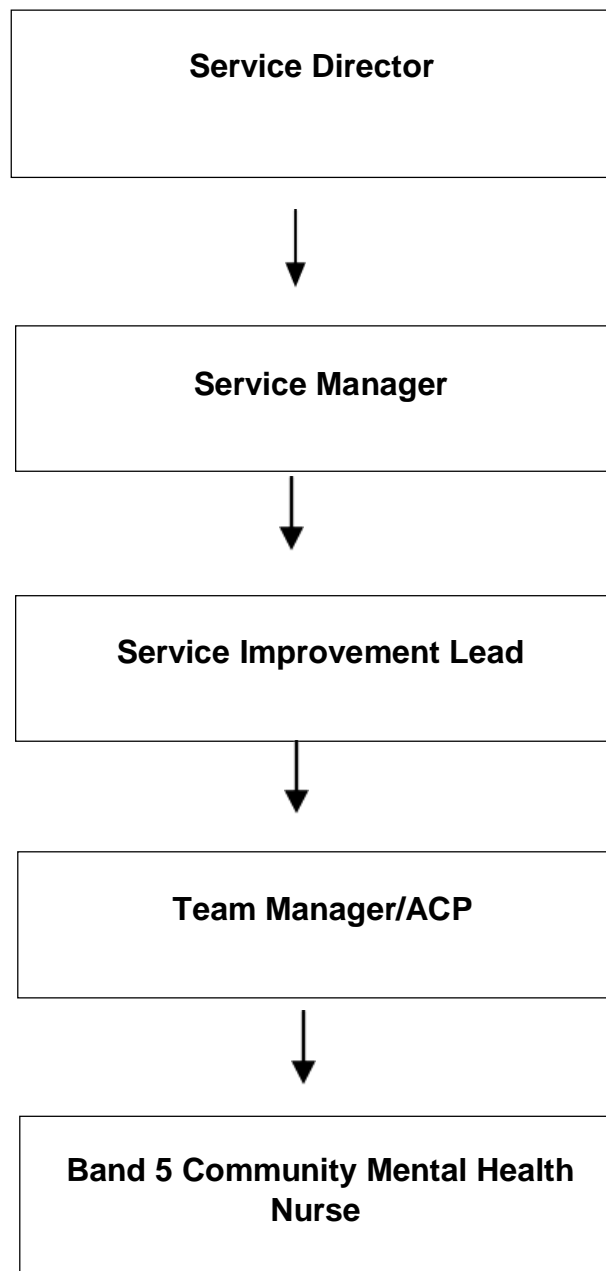 Service Director
Service Manager
Service Improvement Lead
Team Manager/ACP
Band 5 Community Mental Health
Nurse